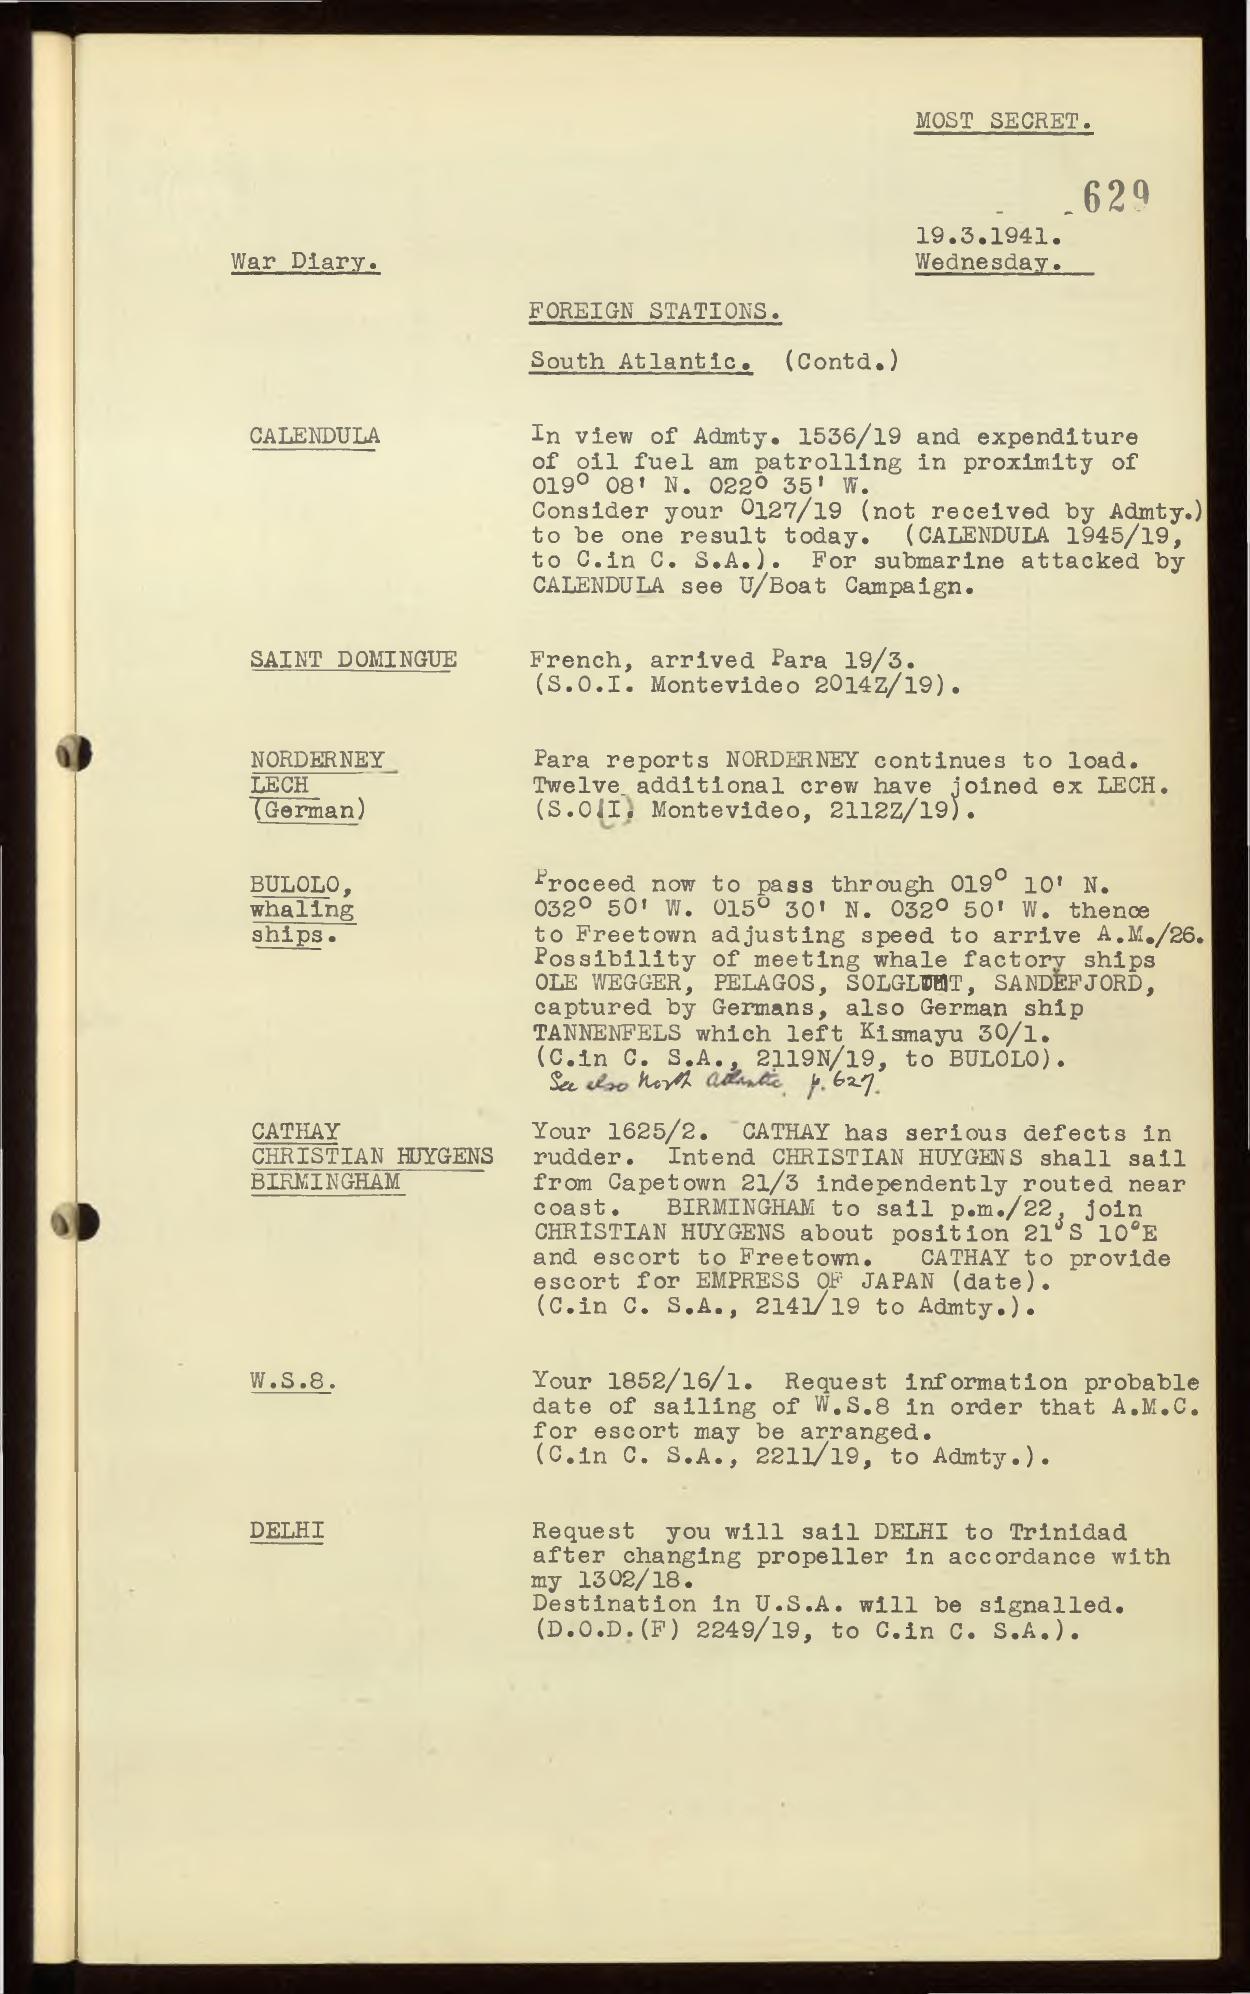 MOST SECRET.
629
19.3.1941.
War Diary.
Wednesday.
FOREIGN STATIONS.
South Atlantic. (Contd.)
CALENDULA
In view of Admty. 1536/19 and expenditure
of oil fuel am patrolling in proximity of
019° 08' N. 022° 35' W.
Consider your 0127/19 (not received by Admty.)
to be one result today. (CALENDULA 1945/19,
to C.in C. S.A.). For submarine attacked by
CALENDULA see U/Boat Campaign.
SAINT DOMINGUE
French, arrived Para 19/3.
(S.O.I. Montevideo 2014Z/19).
NORDERNEY
LECH
(German)
Para reports NORDERNEY continues to load.
Twelve additional crew have joined ex LECH.
(S.O.(I). Montevideo, 2112Z/19).
BULOLO,
whaling
ships.
Proceed now to pass through 019° 10' N.
032° 50' W. 015° 30' N. 032° 50' W. thence
to Freetown adjusting speed to arrive A.M./26.
Possibility of meeting whale factory ships
OLE WEGGER, PELAGOS, SOLGLIMT, SANDEFJORD,
captured by Germans, also German ship
TANNENFELS which left Kismayu 30/1.
(C.in C. S.A., 2119N/19, to BULOLO).
See also North Atlantic p. 627.
CATHAY
CHRISTIAN HUYGENS
BIRMINGHAM
Your 1625/2. CATHAY has serious defects in
rudder. Intend CHRISTIAN HUYGENS shall sail
from Capetown 21/3 independently routed near
coast. BIRMINGHAM to sail p.m./22, join
CHRISTIAN HUYGENS about position 21°S 10°E
and escort to Freetown. CATHAY to provide
escort for EMPRESS OF JAPAN (date).
(C.in C. S.A., 2141/19 to Admty.).
W.S.8.
Your 1852/16/1. Request information probable
date of sailing of W.S.8 in order that A.M.C.
for escort may be arranged.
(C.in C. S.A., 2211/19, to Admty.).
DELHI
Request you will sail DELHI to Trinidad
after changing propeller in accordance with
my 1302/18.
Destination in U.S.A. will be signalled.
(D.O.D.(F) 2249/19, to C.in C. S.A.).